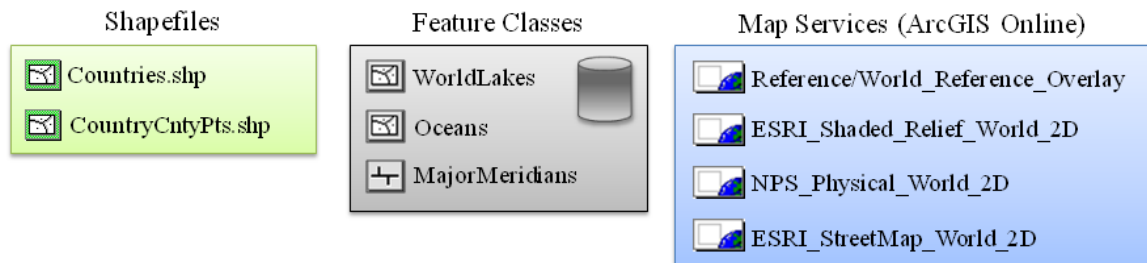 Shapefiles
Countries.shp
CountryCntyPts.shp
Feature Classes
WorldLakes
Oceans
MajorMeridians
Map Services (ArcGIS Online)
Reference/World_Reference_Overlay
ESRI_Shaded_Relief_World_2D
NPS_Physical_World_2D
ESRI_StreetMap_World_2D